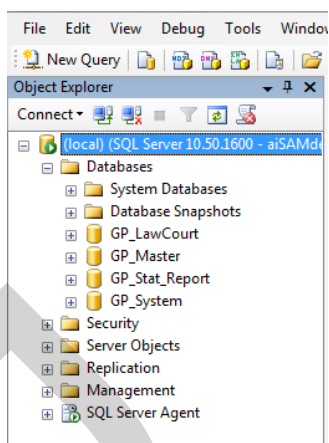 File Edit View Debug Tools Window
New Query
Object Explorer
Connect
(local) (SQL Server 10.50.1600 - aiSAMde
Databases
System Databases
Database Snapshots
GP_LawCourt
GP_Master
GP_Stat_Report
GP_System
Security
Server Objects
Replication
Management
SQL Server Agent